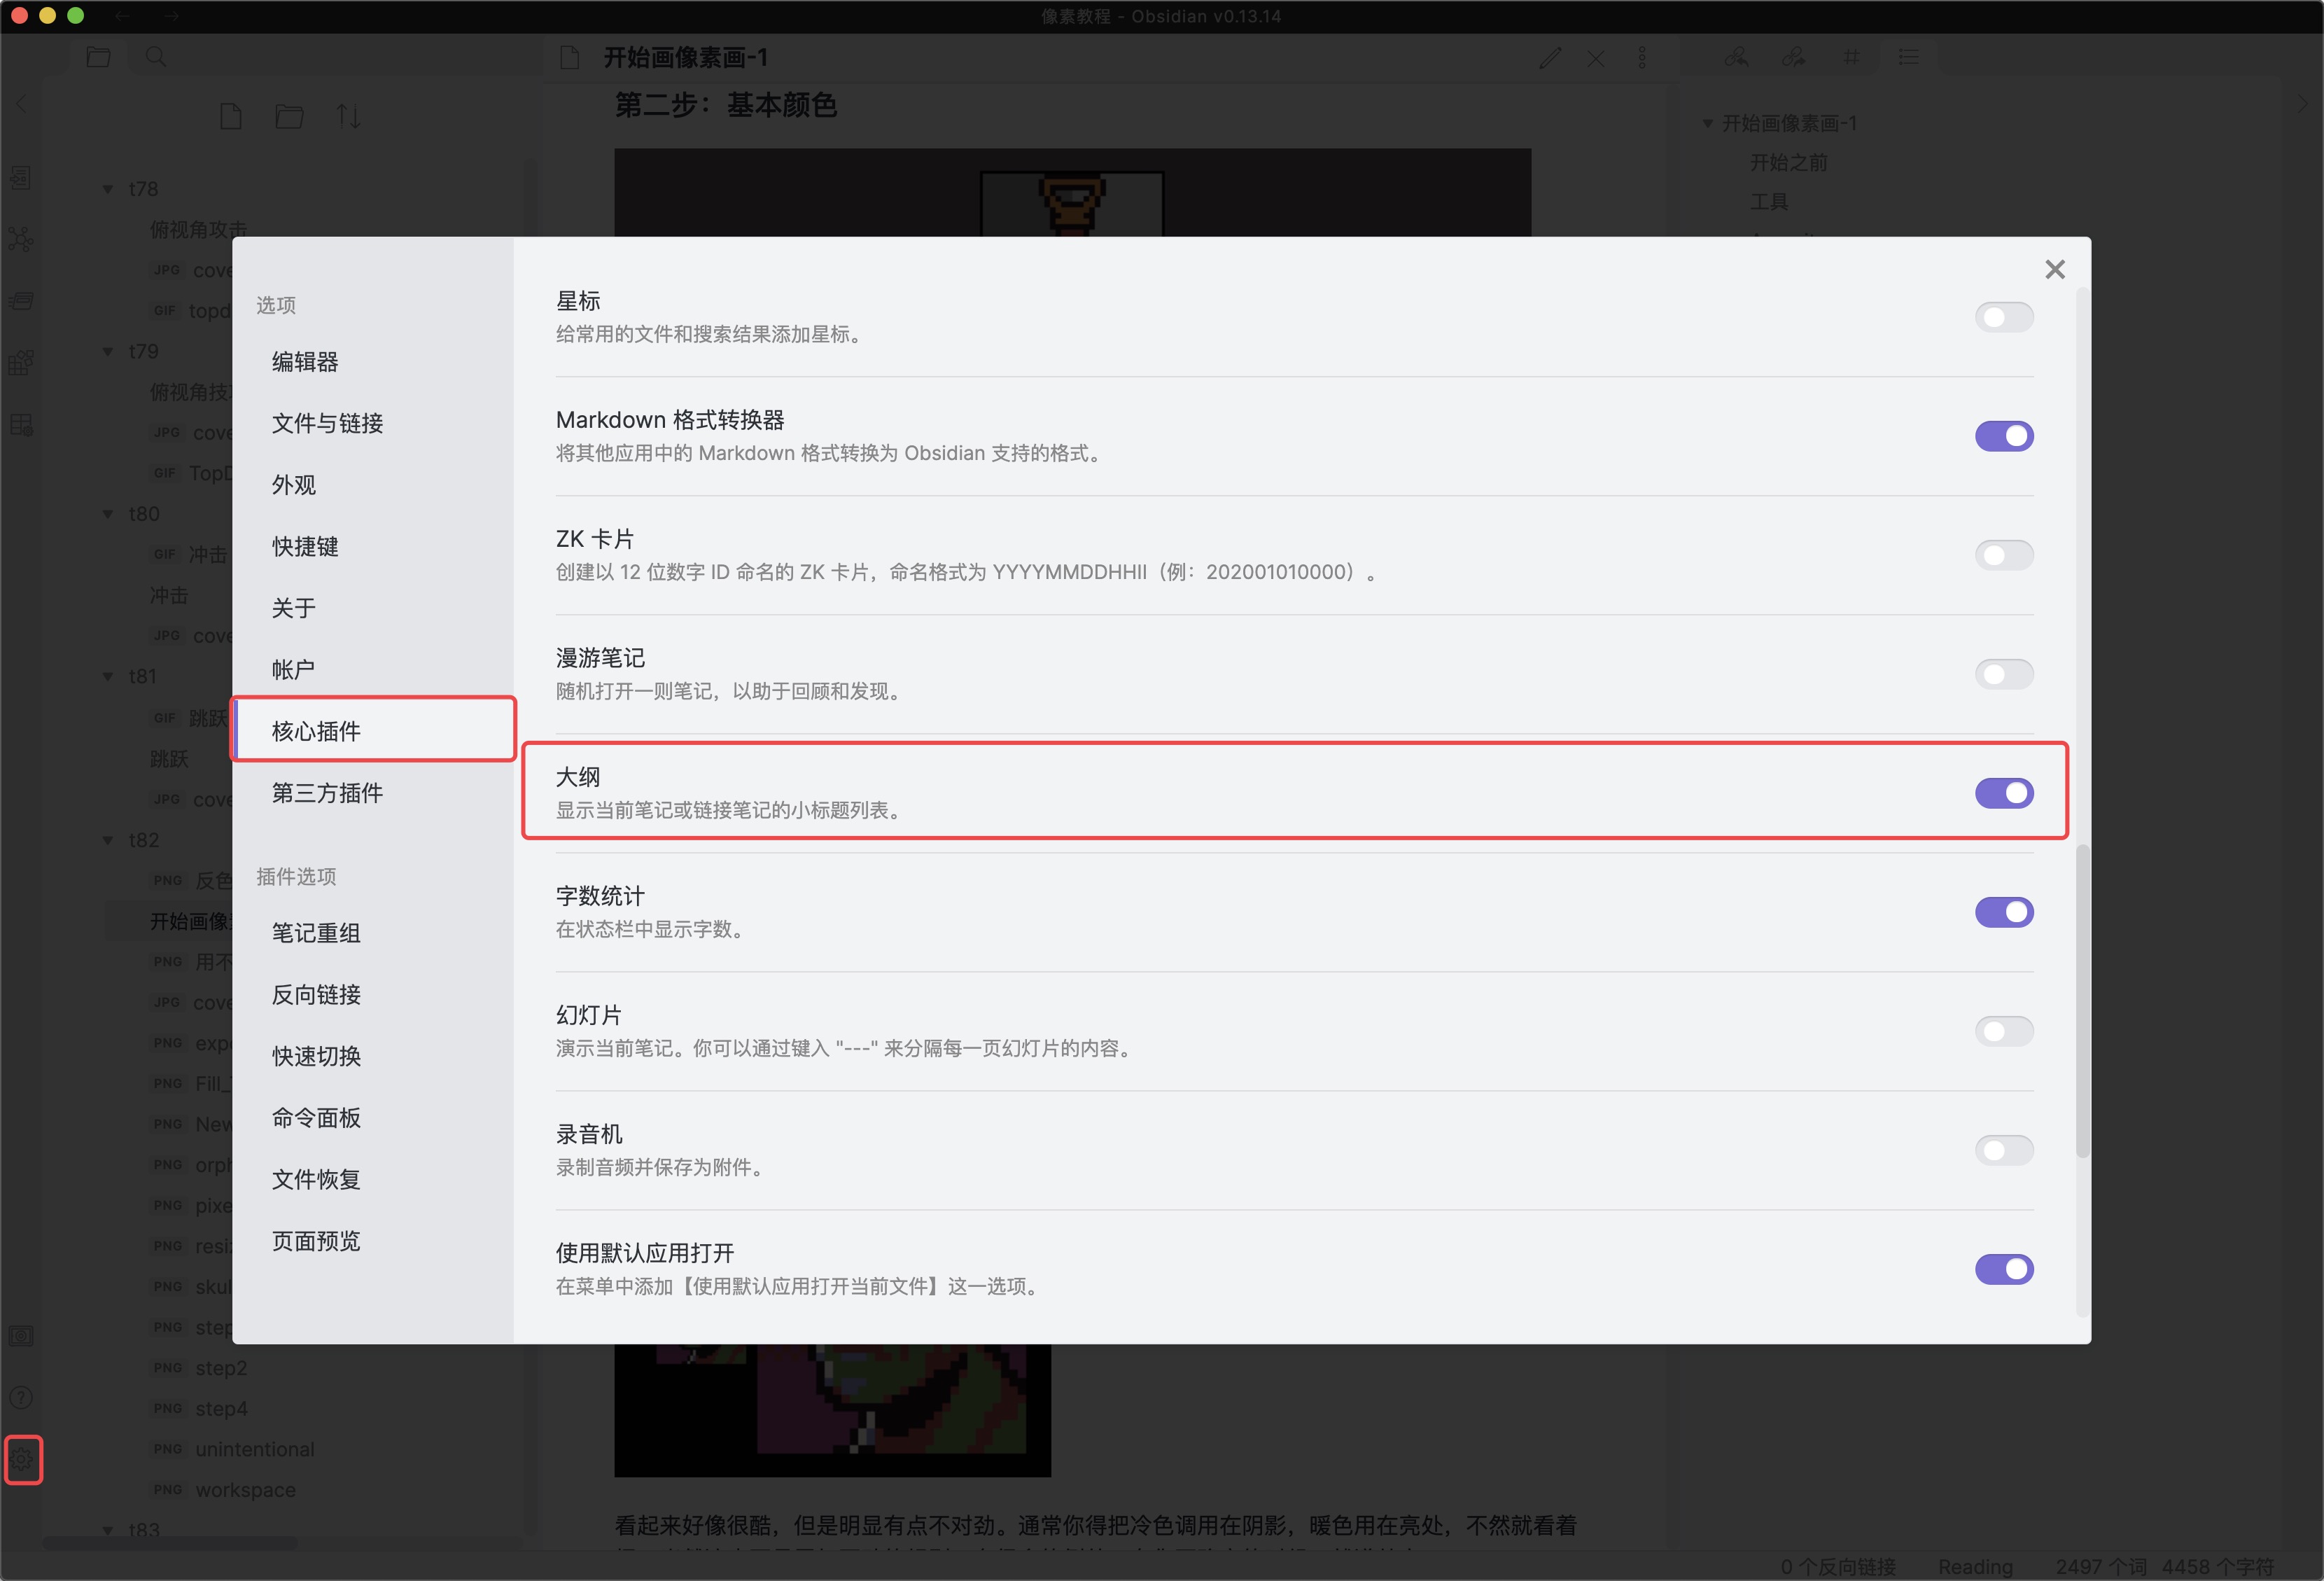 像素教程 - Obsidian v0.13.14
开始画像素画-1
第二步：基本颜色
开始画像素画-1
开始之前
工具
t78
俯视角攻击
JPG cove
GIF topd
t79
俯视角技
JPG cove
GIF TopD
t80
GIF 冲击
冲击
JPG cove
t81
GIF 跳跃
跳跃
JPG cove
t82
PNG 反色
开始画像
PNG 用不
JPG cove
PNG exp
PNG Fill_
PNG New
PNG orph
PNG pixe
PNG resi
PNG skul
PNG step
PNG step2
PNG step4
PNG unintentional
PNG workspace
t83
选项
编辑器
文件与链接
外观
快捷键
关于
帐户
核心插件
第三方插件
插件选项
笔记重组
反向链接
快速切换
命令面板
文件恢复
页面预览
星标
给常用的文件和搜索结果添加星标。
Markdown 格式转换器
将其他应用中的 Markdown 格式转换为 Obsidian 支持的格式。
ZK 卡片
创建以 12 位数字 ID 命名的 ZK 卡片，命名格式为 YYYYMMDDHHII（例：202001010000）。
漫游笔记
随机打开一则笔记，以助于回顾和发现。
大纲
显示当前笔记或链接笔记的小标题列表。
字数统计
在状态栏中显示字数。
幻灯片
演示当前笔记。你可以通过键入 "---" 来分隔每一页幻灯片的内容。
录音机
录制音频并保存为附件。
使用默认应用打开
在菜单中添加【使用默认应用打开当前文件】这一选项。
看起来好像很酷，但是明显有点不对劲。通常你得把冷色调用在阴影，暖色用在亮处，不然就看着
0 个反向链接 Reading 2497 个词 4458 个字符